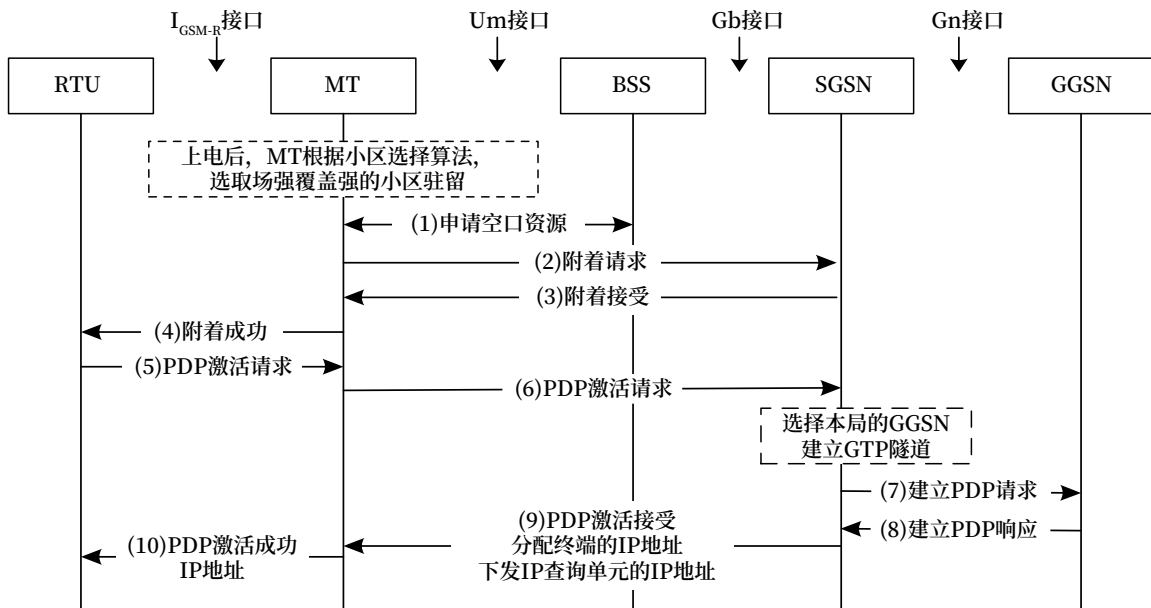 I_GSM-R接口
Um接口
Gb接口
Gn接口
RTU
MT
BSS
SGSN
GGSN
上电后，MT根据小区选择算法，
选取场强覆盖强的小区驻留
(1)申请空口资源
(2)附着请求
(3)附着接受
(4)附着成功
(5)PDP激活请求
(6)PDP激活请求
选择本局的GGSN
建立GTP隧道
(7)建立PDP请求
(8)建立PDP响应
(9)PDP激活接受
分配终端的IP地址
下发IP查询单元的IP地址
(10)PDP激活成功
IP地址